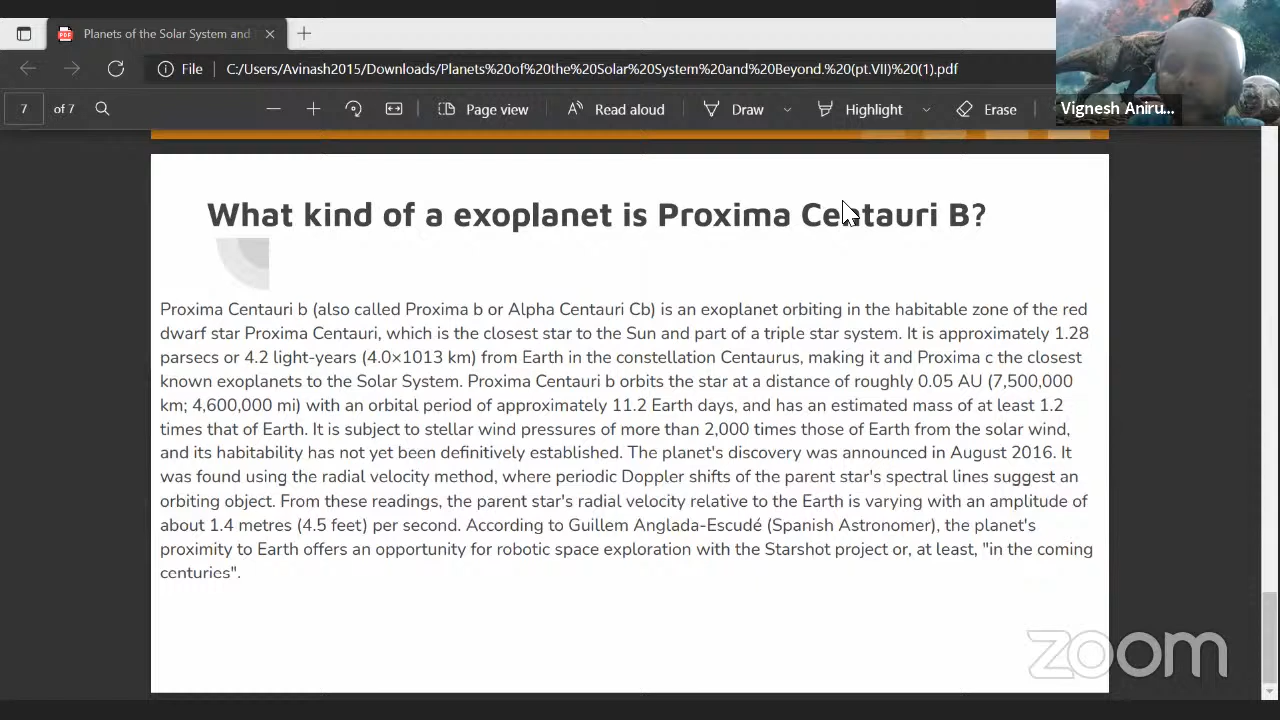 Planets of the Solar System and
File
C:/Users/Avinash2015/Downloads/Planets%20of%20the%20Solar%20System%20and%20Beyond.%20(pt.VII)%20(1).pdf
7 of 7
Page view
Read aloud
Draw
Highlight
Erase
Vignesh Aniru...
What kind of a exoplanet is Proxima Centauri B?
Proxima Centauri b (also called Proxima b or Alpha Centauri Cb) is an exoplanet orbiting in the habitable zone of the red
dwarf star Proxima Centauri, which is the closest star to the Sun and part of a triple star system. It is approximately 1.28
parsecs or 4.2 light-years (4.0×1013 km) from Earth in the constellation Centaurus, making it and Proxima c the closest
known exoplanets to the Solar System. Proxima Centauri b orbits the star at a distance of roughly 0.05 AU (7,500,000
km; 4,600,000 mi) with an orbital period of approximately 11.2 Earth days, and has an estimated mass of at least 1.2
times that of Earth. It is subject to stellar wind pressures of more than 2,000 times those of Earth from the solar wind,
and its habitability has not yet been definitively established. The planet's discovery was announced in August 2016. It
was found using the radial velocity method, where periodic Doppler shifts of the parent star's spectral lines suggest an
orbiting object. From these readings, the parent star's radial velocity relative to the Earth is varying with an amplitude of
about 1.4 metres (4.5 feet) per second. According to Guillem Anglada-Escudé (Spanish Astronomer), the planet's
proximity to Earth offers an opportunity for robotic space exploration with the Starshot project or, at least, "in the coming
centuries".
zoom